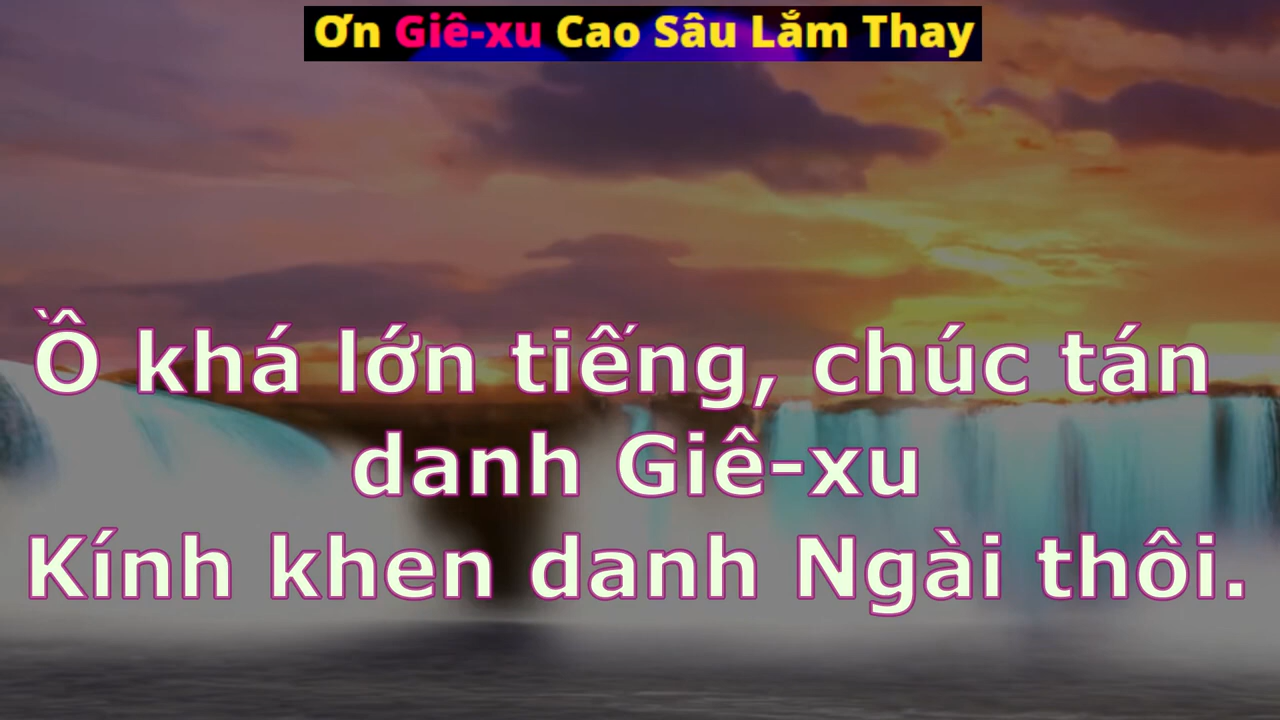 Ơn Giê-xu Cao Sâu Lắm Thay
Ồ khá lớn tiếng, chúc tán
danh Giê-xu
Kính khen danh Ngài thôi.